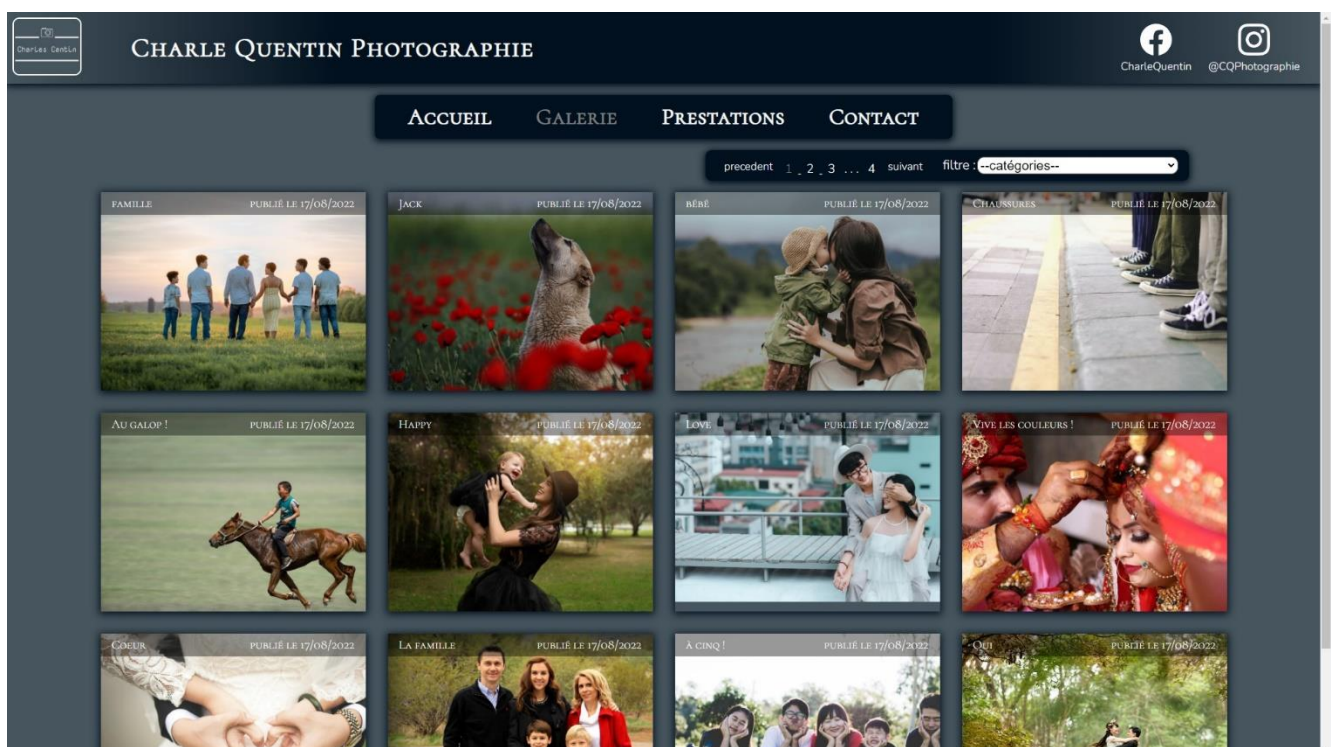 Charles Centin
Charle Quentin Photographie
CharleQuentin
@CQPhotographie
Accueil
Galerie
Prestations
Contact
precedent 1 - 2 - 3 ... 4 suivant
filtre : --catégories--
famille
publié le 17/08/2022
Jack
publié le 17/08/2022
bébé
publié le 17/08/2022
Chaussures
publié le 17/08/2022
Au galop !
publié le 17/08/2022
Happy
publié le 17/08/2022
Love
publié le 17/08/2022
Vive les couleurs !
publié le 17/08/2022
Coeur
publié le 17/08/2022
La famille
publié le 17/08/2022
À cinq !
publié le 17/08/2022
Oui
publié le 17/08/2022